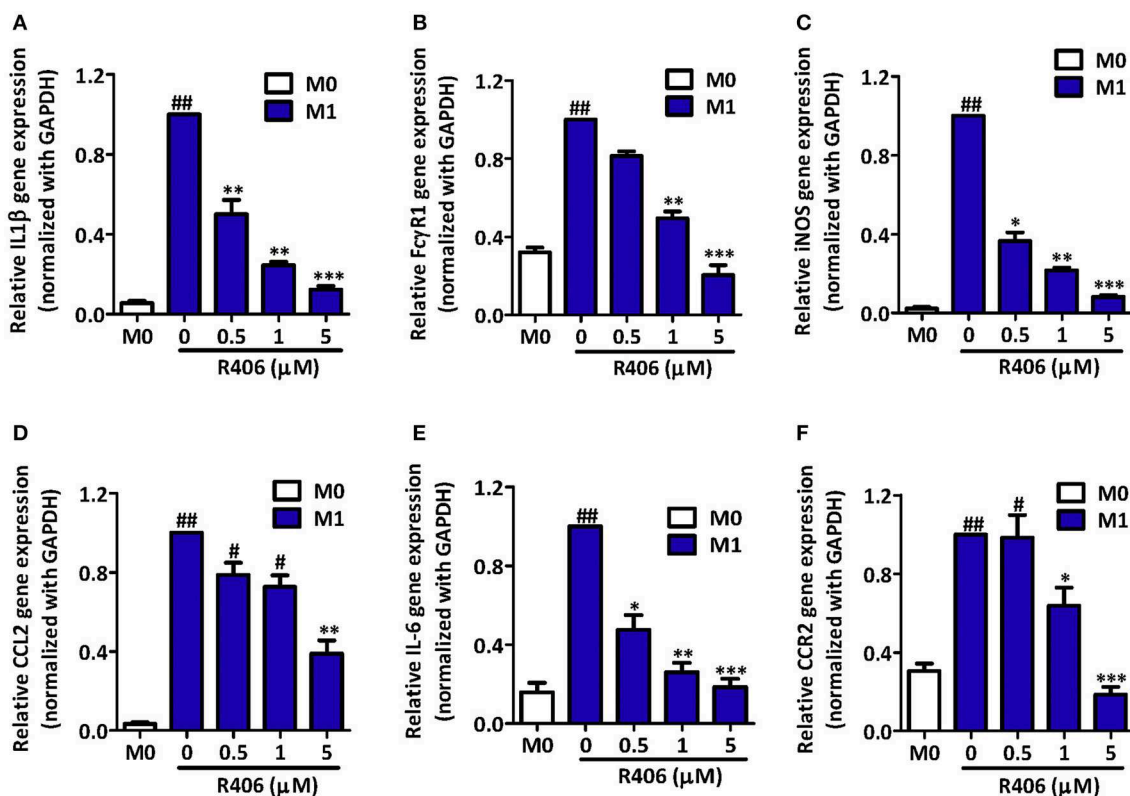 A
Relative IL1β gene expression
(normalized with GAPDH)
1.2
0.8
0.4
0.0
M0
M1
##
**
**
***
M0 0 0.5 1 5
R406 (μM)
B
Relative FcγR1 gene expression
(normalized with GAPDH)
1.2
0.8
0.4
0.0
M0
M1
##
**
***
M0 0 0.5 1 5
R406 (μM)
C
Relative iNOS gene expression
(normalized with GAPDH)
1.2
0.8
0.4
0.0
M0
M1
##
*
**
***
M0 0 0.5 1 5
R406 (μM)
D
Relative CCL2 gene expression
(normalized with GAPDH)
1.2
0.8
0.4
0.0
M0
M1
##
#
#
**
M0 0 0.5 1 5
R406 (μM)
E
Relative IL-6 gene expression
(normalized with GAPDH)
1.2
0.8
0.4
0.0
M0
M1
##
*
**
***
M0 0 0.5 1 5
R406 (μM)
F
Relative CCR2 gene expression
(normalized with GAPDH)
1.2
0.8
0.4
0.0
M0
M1
##
#
*
***
M0 0 0.5 1 5
R406 (μM)